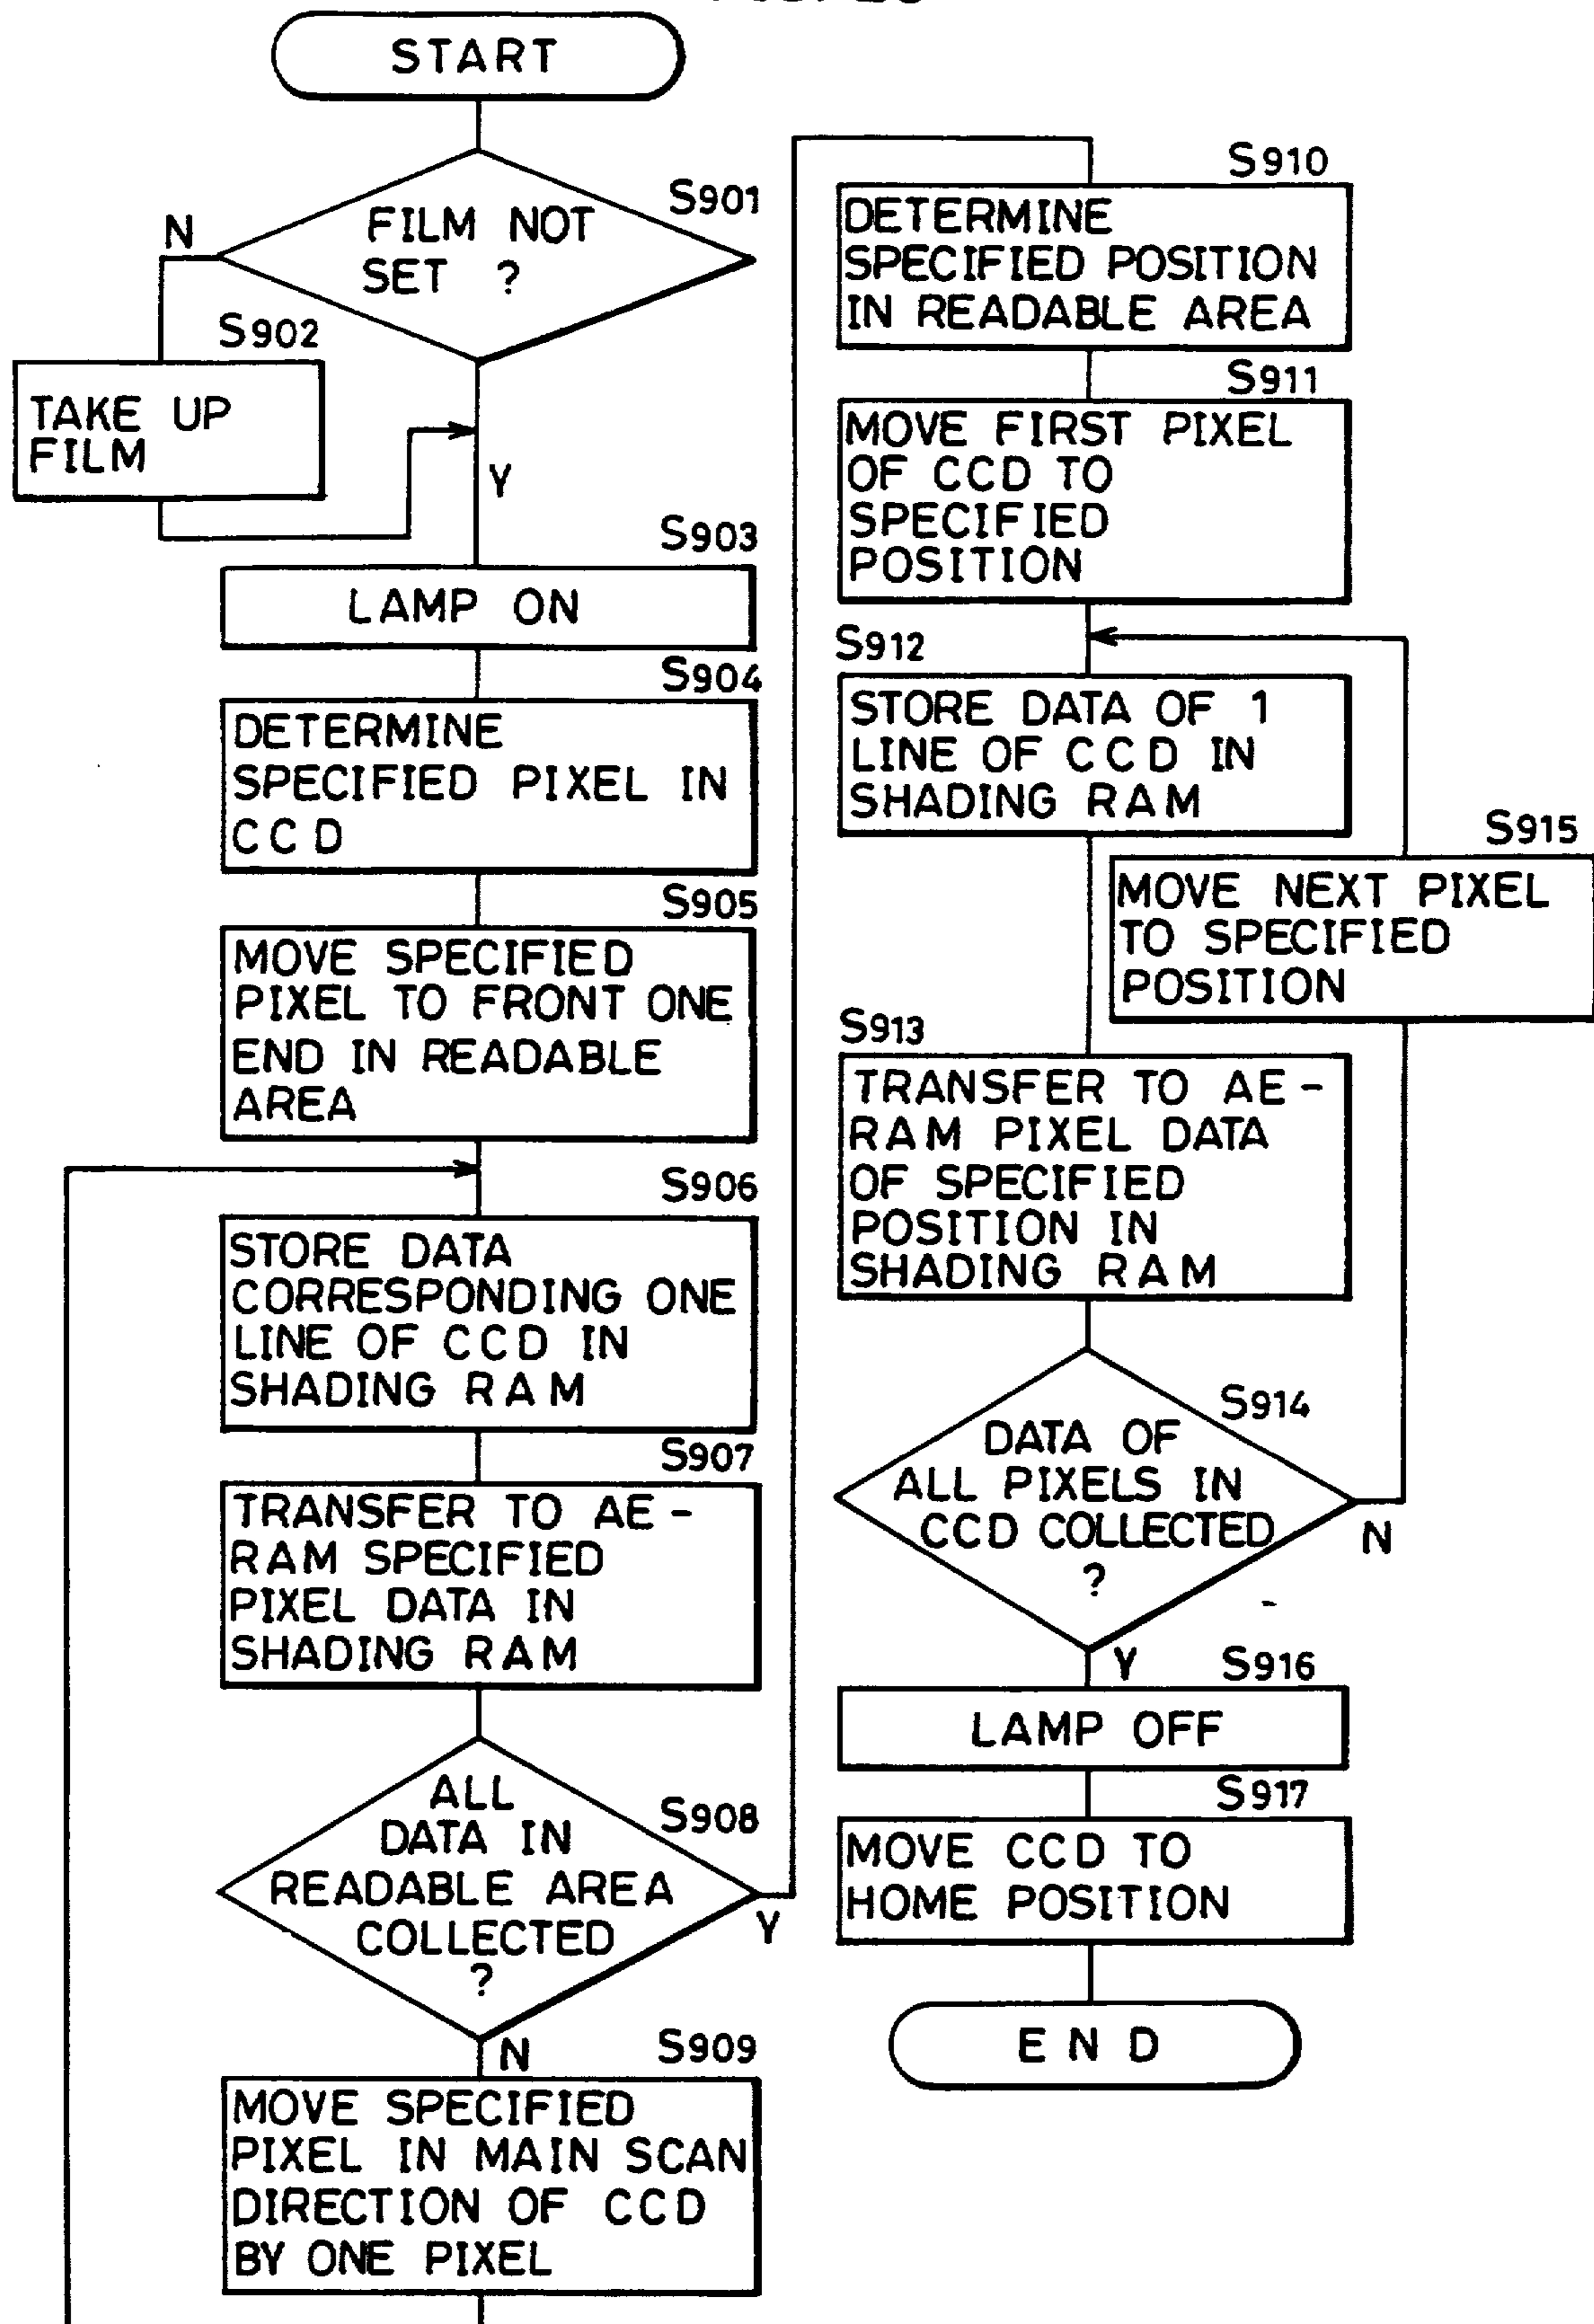 START
S901
FILM NOT
SET ?
N
S902
TAKE UP
FILM
Y
S903
LAMP ON
S904
DETERMINE
SPECIFIED PIXEL IN
CCD
S905
MOVE SPECIFIED
PIXEL TO FRONT ONE
END IN READABLE
AREA
S906
STORE DATA
CORRESPONDING ONE
LINE OF CCD IN
SHADING RAM
S907
TRANSFER TO AE-
RAM SPECIFIED
PIXEL DATA IN
SHADING RAM
S908
ALL
DATA IN
READABLE AREA
COLLECTED
?
Y
N
S909
MOVE SPECIFIED
PIXEL IN MAIN SCAN
DIRECTION OF CCD
BY ONE PIXEL
S910
DETERMINE
SPECIFIED POSITION
IN READABLE AREA
S911
MOVE FIRST PIXEL
OF CCD TO
SPECIFIED
POSITION
S912
STORE DATA OF 1
LINE OF CCD IN
SHADING RAM
S915
MOVE NEXT PIXEL
TO SPECIFIED
POSITION
S913
TRANSFER TO AE-
RAM PIXEL DATA
OF SPECIFIED
POSITION IN
SHADING RAM
S914
DATA OF
ALL PIXELS IN
CCD COLLECTED
?
N
Y
S916
LAMP OFF
S917
MOVE CCD TO
HOME POSITION
END